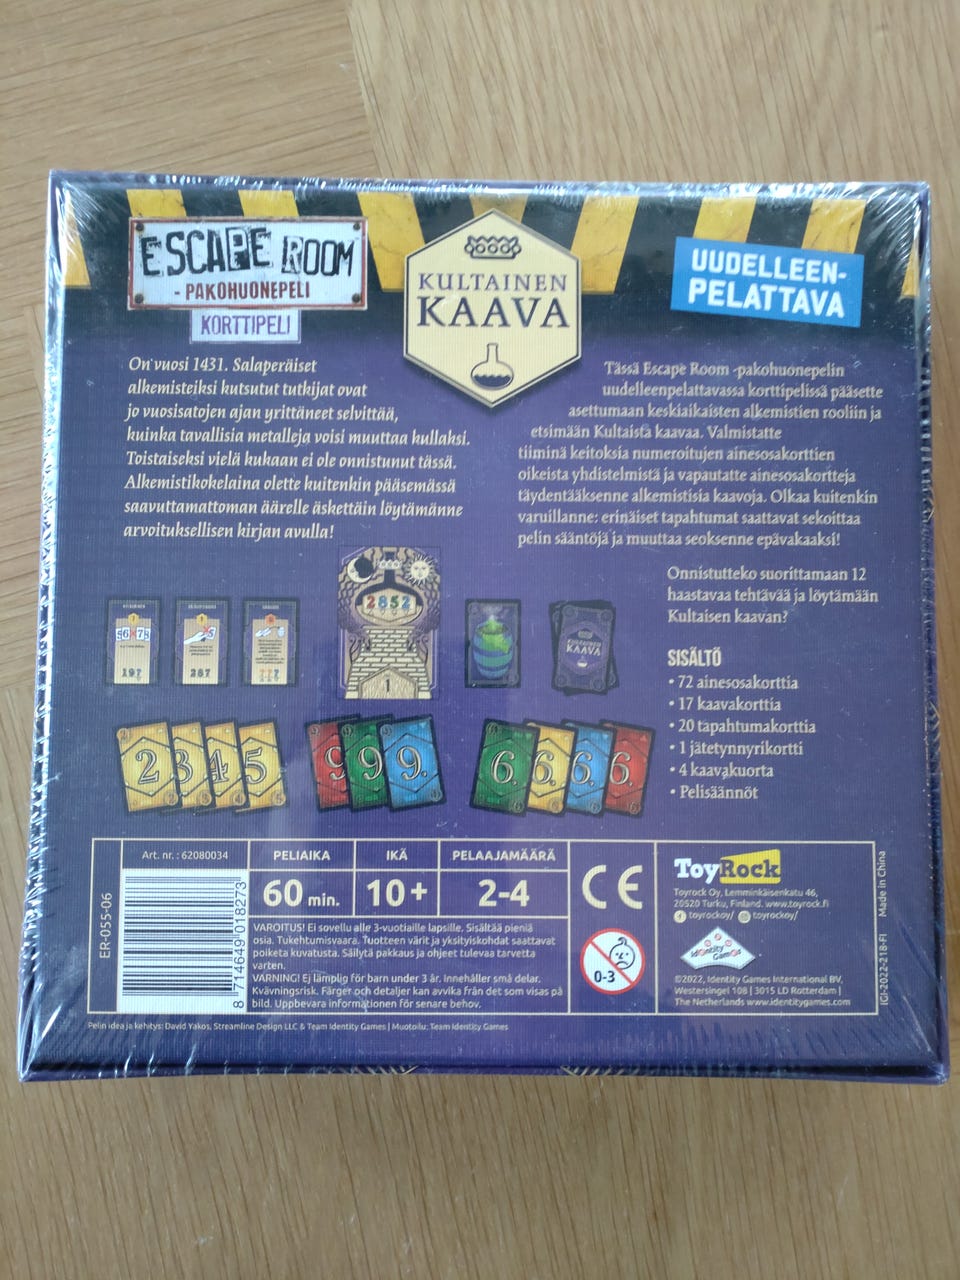 ESCAPE ROOM
- PAKOHUONEPELI
KORTTIPELI
KULTAINEN
KAAVA
UUDELLEEN-
PELATTAVA
On vuosi 1431. Salaperäiset
alkemisteiksi kutsutut tutkijat ovat
jo vuosisatojen ajan yrittäneet selvittää,
kuinka tavallisia metalleja voisi muuttaa kullaksi.
Toistaiseksi vielä kukaan ei ole onnistunut tässä.
Alkemistikokelaina olette kuitenkin pääsemässä
saavuttamattoman äärelle äskettäin löytämänne
arvoituksellisen kirjan avulla!
Tässä Escape Room -pakohuonepelin
uudelleenpelattavassa korttipelissä pääsette
asettumaan keskiaikaisten alkemistien rooliin ja
etsimään Kultaista kaavaa. Valmistatte
tiiminä keitoksia numeroitujen ainesosakorttien
oikeista yhdistelmistä ja vapautatte ainesosakortteja
täydentääksenne alkemistisia kaavoja. Olkaa kuitenkin
varuillanne: erinäiset tapahtumat saattavat sekoittaa
pelin sääntöjä ja muuttaa seoksenne epävakaaksi!
Onnistutteko suorittamaan 12
haastavaa tehtävää ja löytämään
Kultaisen kaavan?
SISÄLTÖ
• 72 ainesosakorttia
• 17 kaavakorttia
• 20 tapahtumakorttia
• 1 jätetynnyrikortti
• 4 kaavakuorta
• Pelisäännöt
5678
197
287
2852
1
KULTAINEN
KAAVA
2 3 4 5
9 9 9.
6. 6. 6. 6.
Art. nr.: 62080034
PELIAIKA
IKÄ
PELAAJAMÄÄRÄ
60 min.
10+
2-4
VAROITUS! Ei sovellu alle 3-vuotiaille lapsille. Sisältää pieniä
osia. Tukehtumisvaara. Tuotteen värit ja yksityiskohdat saattavat
poiketa kuvatusta. Säilytä pakkaus ja ohjeet tulevaa tarvetta
varten.
VARNING! Ej lämplig för barn under 3 år. Innehåller små delar.
Kvävningsrisk. Färger och detaljer kan avvika från det som visas på
bild. Uppbevara informationen för senare behov.
ER-055-06
8 714649 018273
CE
0-3
ToyRock
Toyrock Oy, Lemminkäisenkatu 46,
20520 Turku, Finland. www.toyrock.fi
toyrockoy/ toyrockoy/
Identity
Games
©2022, Identity Games International BV,
Westersingel 108 | 3015 LD Rotterdam |
The Netherlands www.identitygames.com
Made in China
IGI-2022-218-FI
Pelin idea ja kehitys: David Yakos, Streamline Design LLC & Team Identity Games | Muotoilu: Team Identity Games